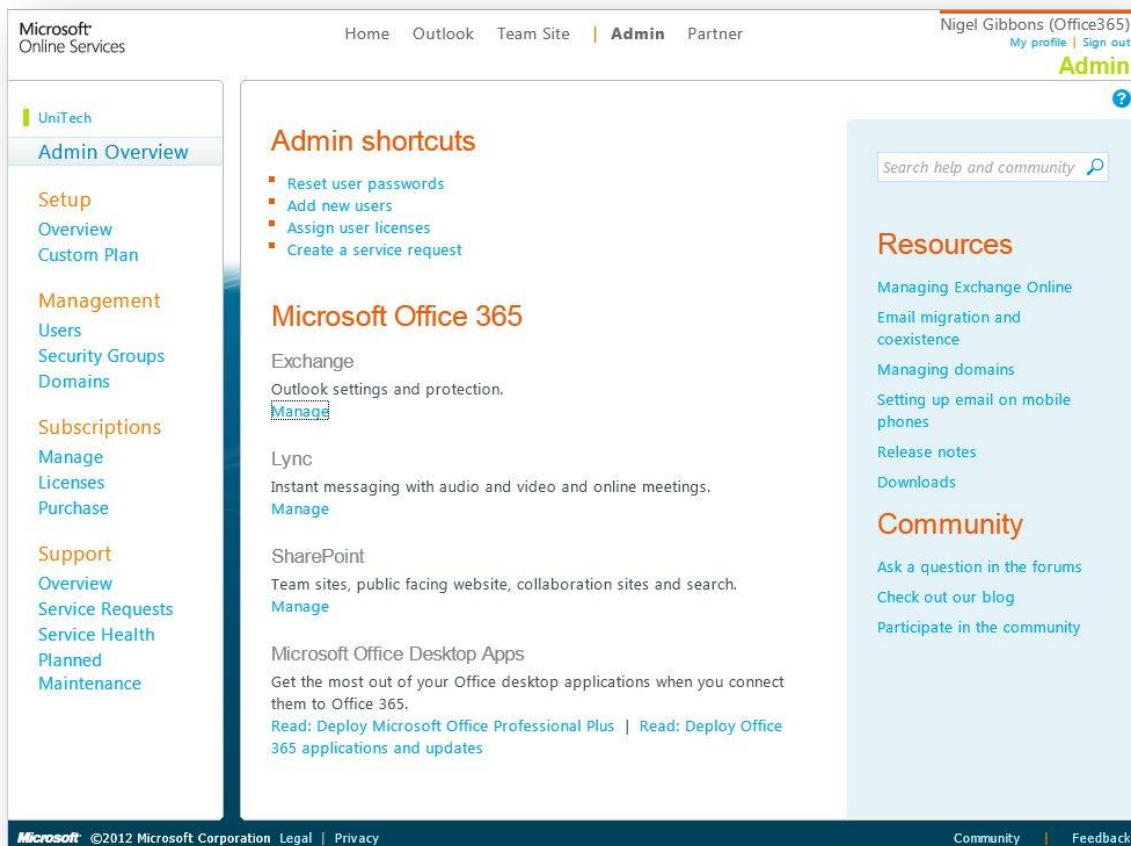 Microsoft
Online Services
Home Outlook Team Site | Admin Partner
Nigel Gibbons (Office365)
My profile | Sign out
Admin
?
UniTech
Admin Overview
Setup
Overview
Custom Plan
Management
Users
Security Groups
Domains
Subscriptions
Manage
Licenses
Purchase
Support
Overview
Service Requests
Service Health
Planned
Maintenance
Admin shortcuts
Reset user passwords
Add new users
Assign user licenses
Create a service request
Microsoft Office 365
Exchange
Outlook settings and protection.
Manage
Lync
Instant messaging with audio and video and online meetings.
Manage
SharePoint
Team sites, public facing website, collaboration sites and search.
Manage
Microsoft Office Desktop Apps
Get the most out of your Office desktop applications when you connect
them to Office 365.
Read: Deploy Microsoft Office Professional Plus | Read: Deploy Office
365 applications and updates
Search help and community
Resources
Managing Exchange Online
Email migration and
coexistence
Managing domains
Setting up email on mobile
phones
Release notes
Downloads
Community
Ask a question in the forums
Check out our blog
Participate in the community
Microsoft ©2012 Microsoft Corporation Legal | Privacy
Community | Feedback